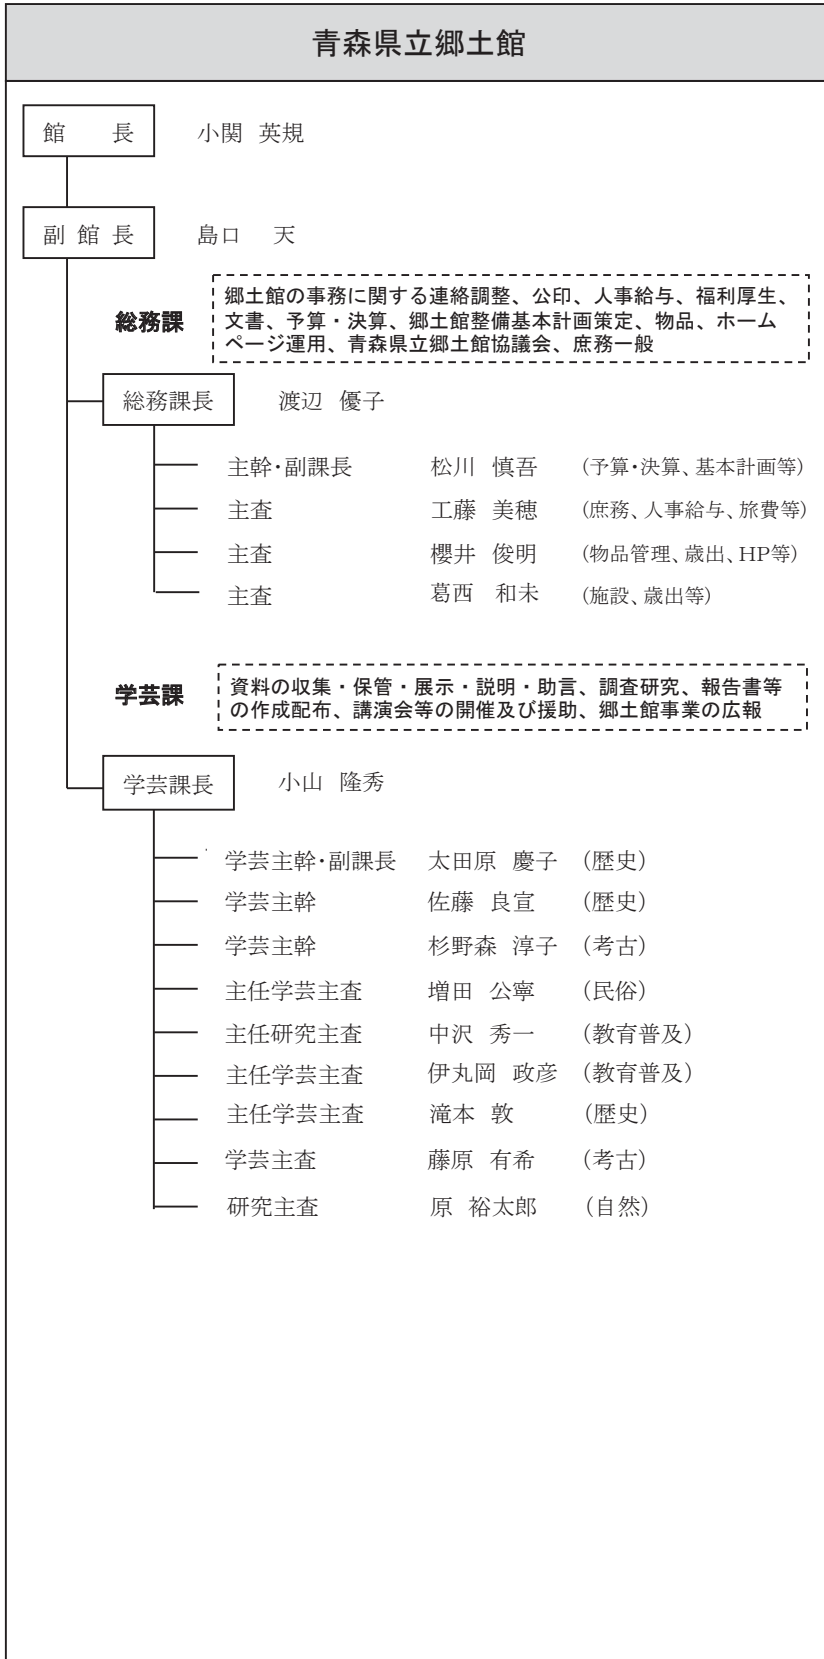 青森県立郷土館
館　長　小関 英規
副 館 長　島口　天
総務課
郷土館の事務に関する連絡調整、公印、人事給与、福利厚生、
文書、予算・決算、郷土館整備基本計画策定、物品、ホーム
ページ運用、青森県立郷土館協議会、庶務一般
総務課長　渡辺 優子
主幹・副課長　松川 慎吾　(予算・決算、基本計画等)
主査　工藤 美穂　(庶務、人事給与、旅費等)
主査　櫻井 俊明　(物品管理、歳出、HP等)
主査　葛西 和未　(施設、歳出等)
学芸課
資料の収集・保管・展示・説明・助言、調査研究、報告書等
の作成配布、講演会等の開催及び援助、郷土館事業の広報
学芸課長　小山 隆秀
学芸主幹・副課長　太田原 慶子　(歴史)
学芸主幹　佐藤 良宣　(歴史)
学芸主幹　杉野森 淳子　(考古)
主任学芸主査　増田 公寧　(民俗)
主任研究主査　中沢 秀一　(教育普及)
主任学芸主査　伊丸岡 政彦　(教育普及)
主任学芸主査　滝本 敦　(歴史)
学芸主査　藤原 有希　(考古)
研究主査　原 裕太郎　(自然)